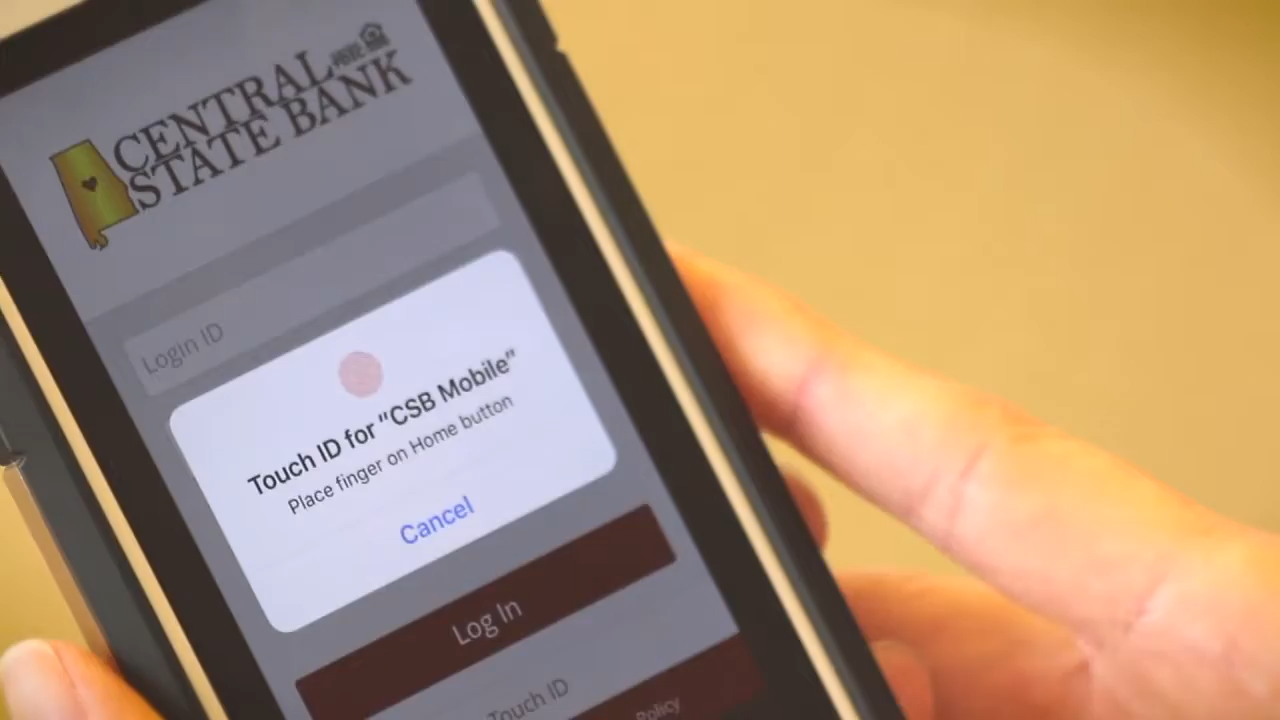 CENTRAL
STATE BANK
Login ID
Touch ID for "CSB Mobile"
Place finger on Home button
Cancel
Log In
Touch ID
Policy